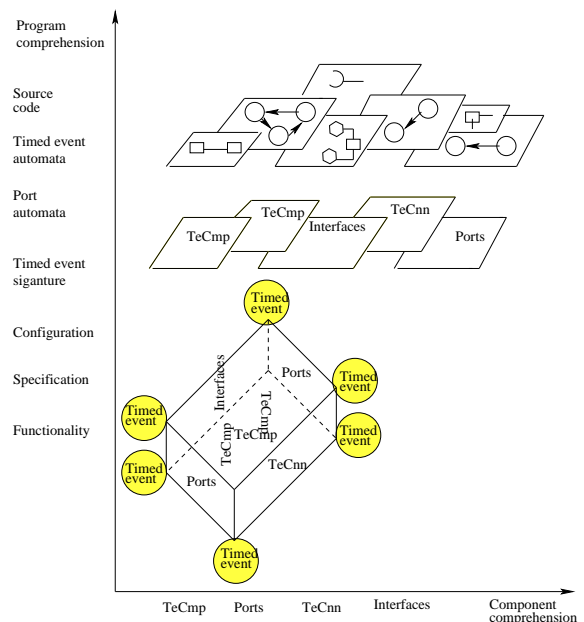 Program
comprehension
Source
code
Timed event
automata
Port
automata
TeCmp
TeCmp
Interfaces
TeCnn
Ports
Timed event
siganture
Timed
event
Configuration
Specification
Functionality
Interfaces
Ports
Timed
event
TeCmp
Timed
event
TeCmp
TeCmp
Timed
event
Timed
event
Ports
TeCnn
Timed
event
TeCmp
Ports
TeCnn
Interfaces
Component
comprehension